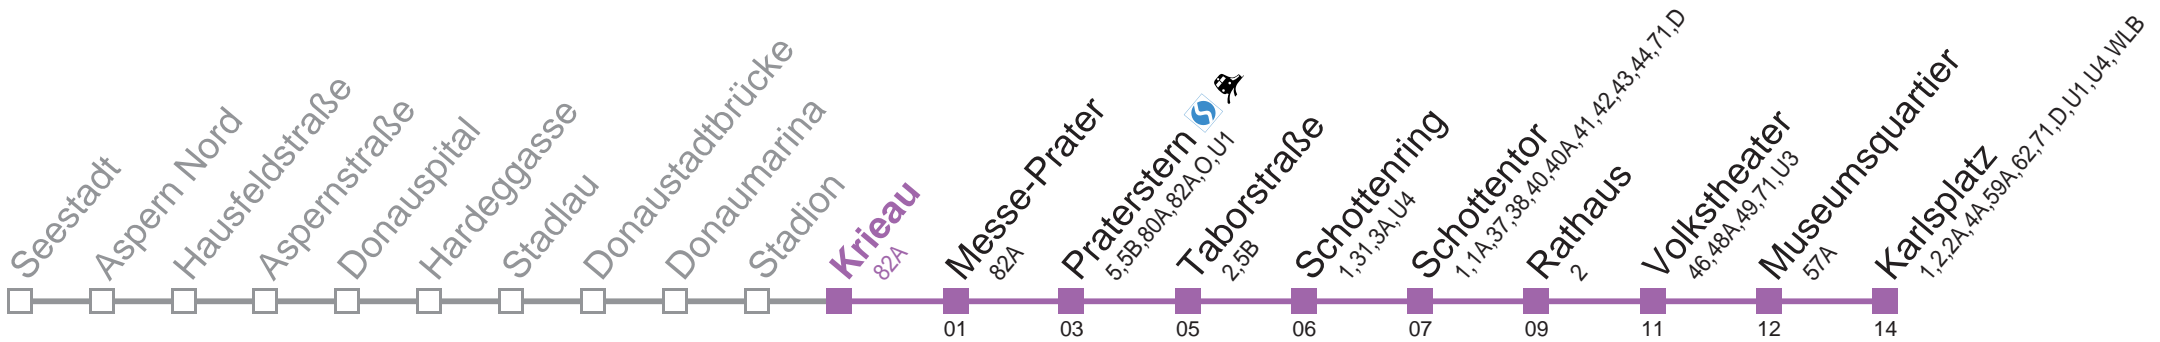 Seestadt
Aspern Nord
Hausfeldstraße
Aspernstraße
Donauspital
Hardeggasse
Stadlau
Donaustadtbrücke
Donaumarina
Stadion
Krieau
82A
Messe-Prater
82A
01
Praterstern
5,5B,80A,82A,O,U1
03
Taborstraße
2,5B
05
Schottenring
1,31,3A,U4
06
Schottentor
1,1A,37,38,40,40A,41,42,43,44,71,D
07
Rathaus
2
09
Volkstheater
46,48A,49,71,U3
11
Museumsquartier
57A
12
Karlsplatz
1,2,2A,4A,59A,62,71,D,U1,U4,WLB
14